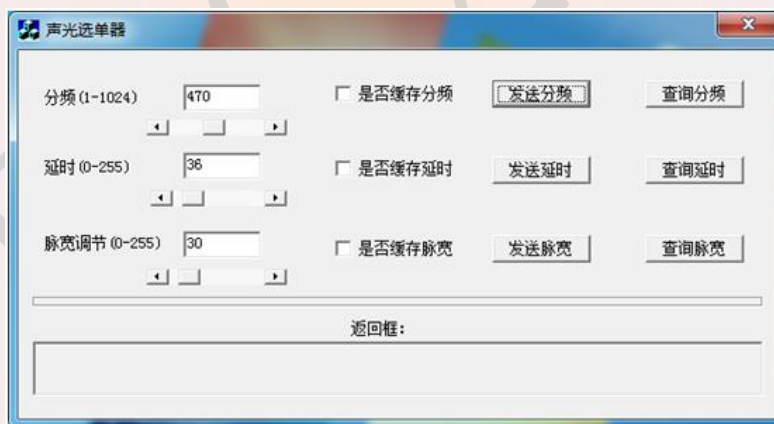 声光选单器
分频(1-1024) 470 是否缓存分频 发送分频 查询分频
延时(0-255) 36 是否缓存延时 发送延时 查询延时
脉宽调节(0-255) 30 是否缓存脉宽 发送脉宽 查询脉宽
返回框: